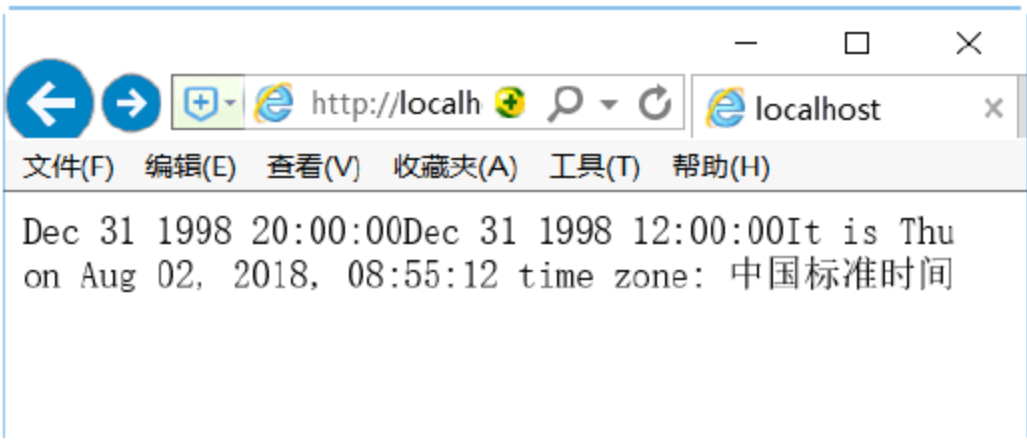 http://localh
localhost
文件(F) 编辑(E) 查看(V) 收藏夹(A) 工具(T) 帮助(H)
Dec 31 1998 20:00:00Dec 31 1998 12:00:00It is Thu
on Aug 02, 2018, 08:55:12 time zone: 中国标准时间